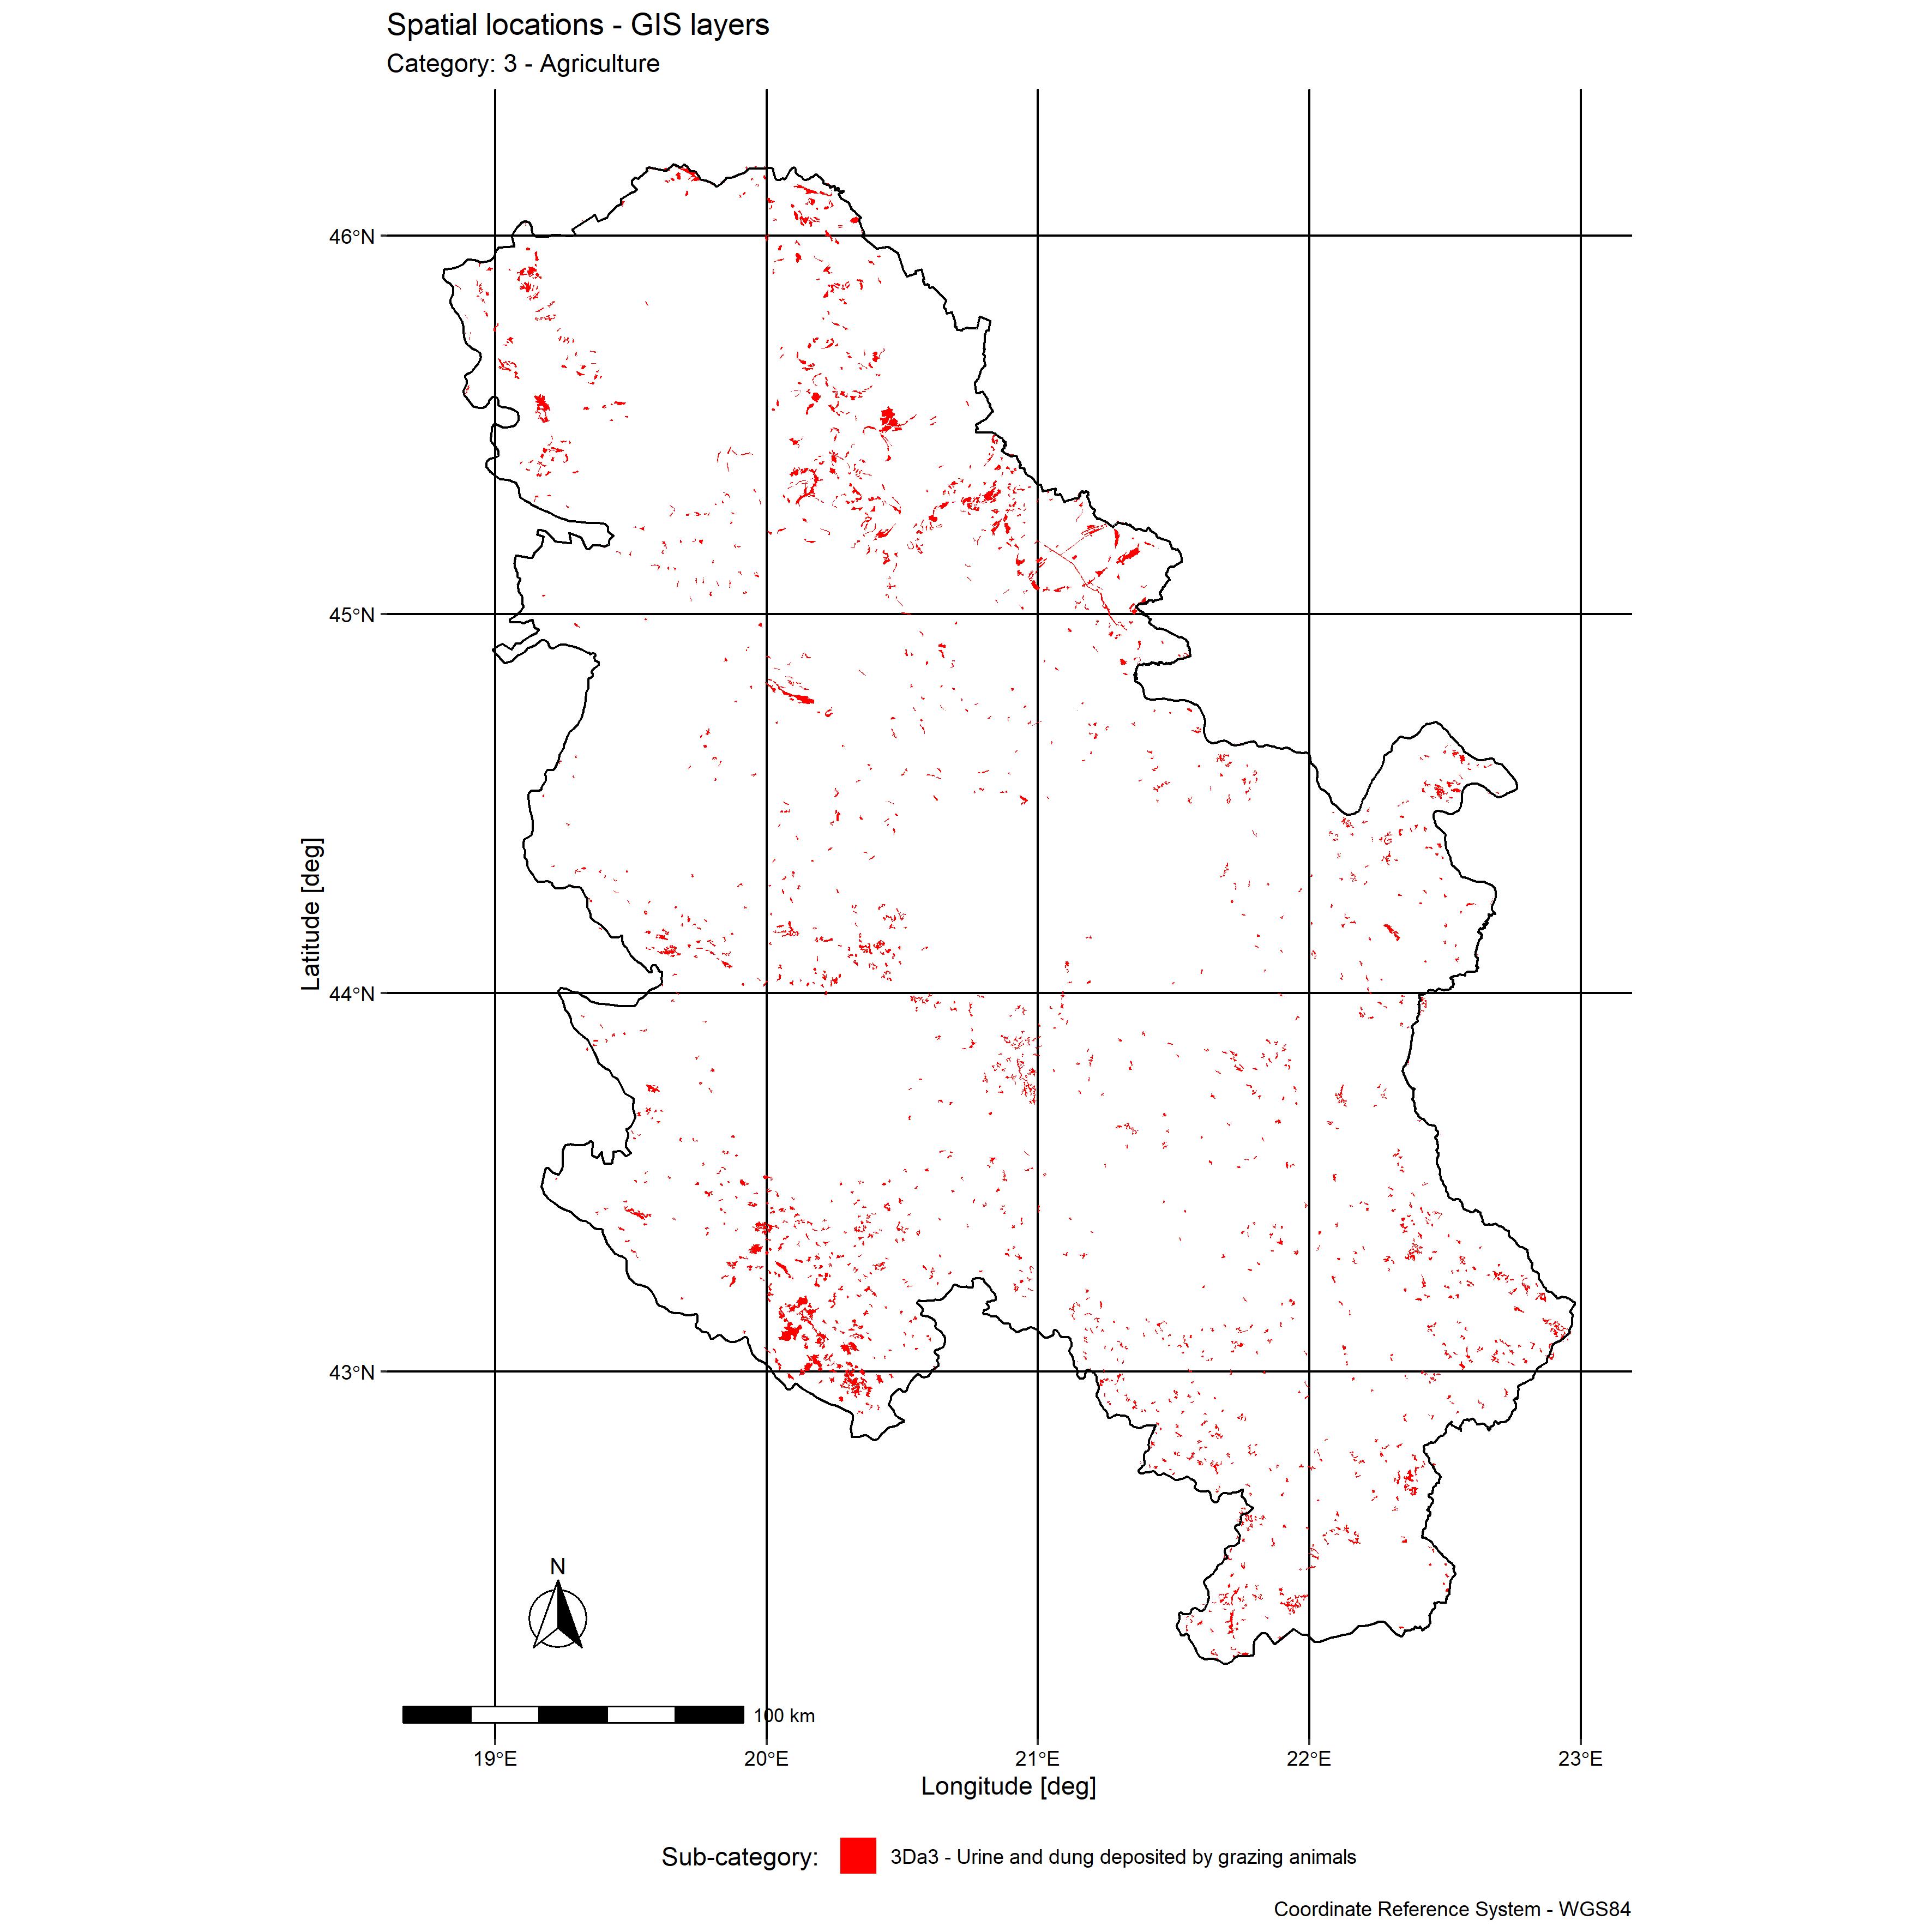 Spatial locations - GIS layers
Category: 3 - Agriculture
46°N
45°N
44°N
43°N
Latitude [deg]
N
100 km
19°E 20°E 21°E 22°E 23°E
Longitude [deg]
Sub-category: 3Da3 - Urine and dung deposited by grazing animals
Coordinate Reference System - WGS84